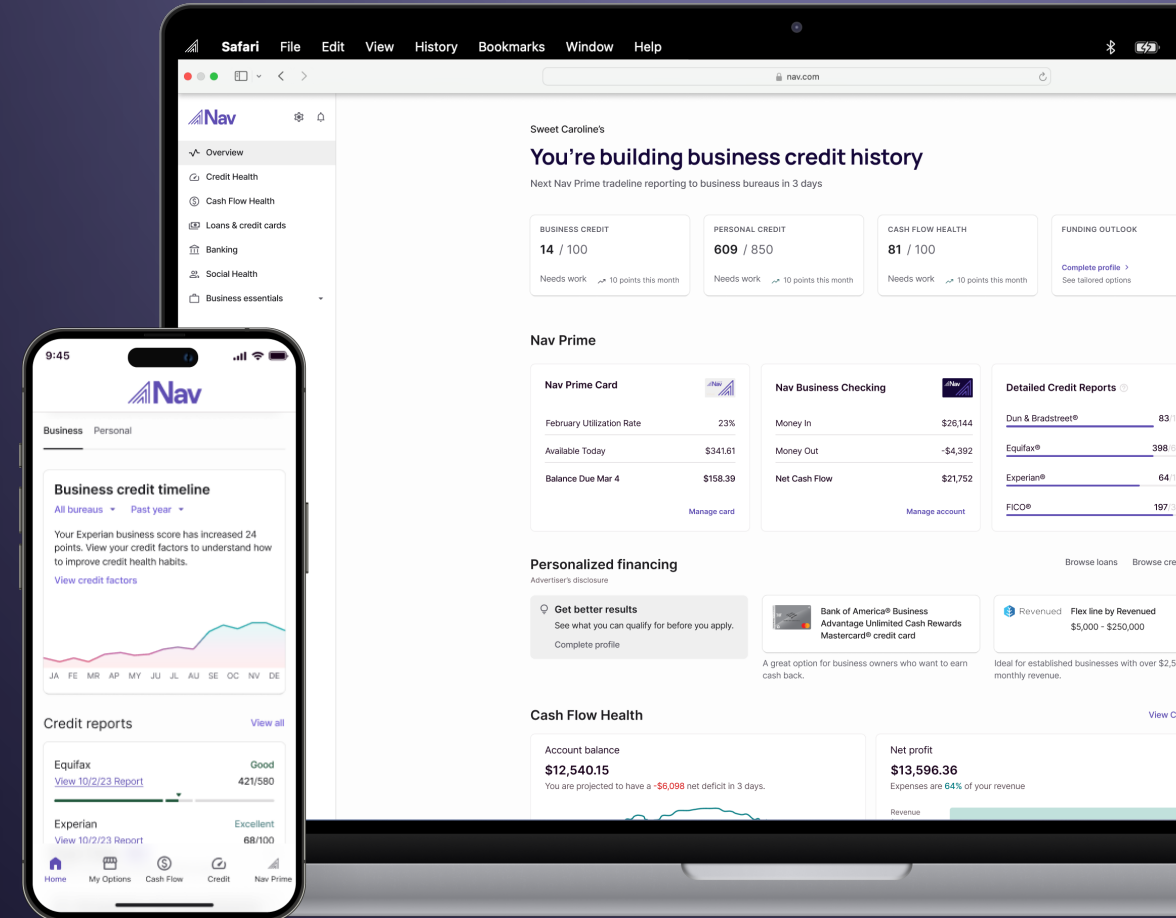 Safari File Edit View History Bookmarks Window Help
nav.com
Nav
Overview
Credit Health
Cash Flow Health
Loans & credit cards
Banking
Social Health
Business essentials
Sweet Caroline's
You're building business credit history
Next Nav Prime tradeline reporting to business bureaus in 3 days
BUSINESS CREDIT
14 / 100
Needs work 10 points this month
PERSONAL CREDIT
609 / 850
Needs work 10 points this month
CASH FLOW HEALTH
81 / 100
Needs work 10 points this month
FUNDING OUTLOOK
Complete profile >
See tailored options
Nav Prime
Nav Prime Card
Nav
February Utilization Rate 23%
Available Today $341.61
Balance Due Mar 4 $158.39
Manage card
Nav Business Checking
Nav
Money In $26,144
Money Out -$4,392
Net Cash Flow $21,752
Manage account
Detailed Credit Reports
Dun & Bradstreet® 83/
Equifax® 398/
Experian® 64/
FICO® 197/
Personalized financing
Browse loans Browse cre
Advertiser's disclosure
Get better results
See what you can qualify for before you apply.
Complete profile
Bank of America® Business
Advantage Unlimited Cash Rewards
Mastercard® credit card
A great option for business owners who want to earn
cash back.
Revenued Flex line by Revenued
$5,000 - $250,000
Ideal for established businesses with over $2,5
monthly revenue.
Cash Flow Health
View C
Account balance
$12,540.15
You are projected to have a -$6,098 net deficit in 3 days.
Net profit
$13,596.36
Expenses are 64% of your revenue
Revenue
9:45
Nav
Business Personal
Business credit timeline
All bureaus Past year
Your Experian business score has increased 24
points. View your credit factors to understand how
to improve credit health habits.
View credit factors
JA FE MR AP MY JU JL AU SE OC NV DE
Credit reports View all
Equifax Good
View 10/2/23 Report 421/580
Experian Excellent
View 10/2/23 Report 68/100
Home My Options Cash Flow Credit Nav Prime